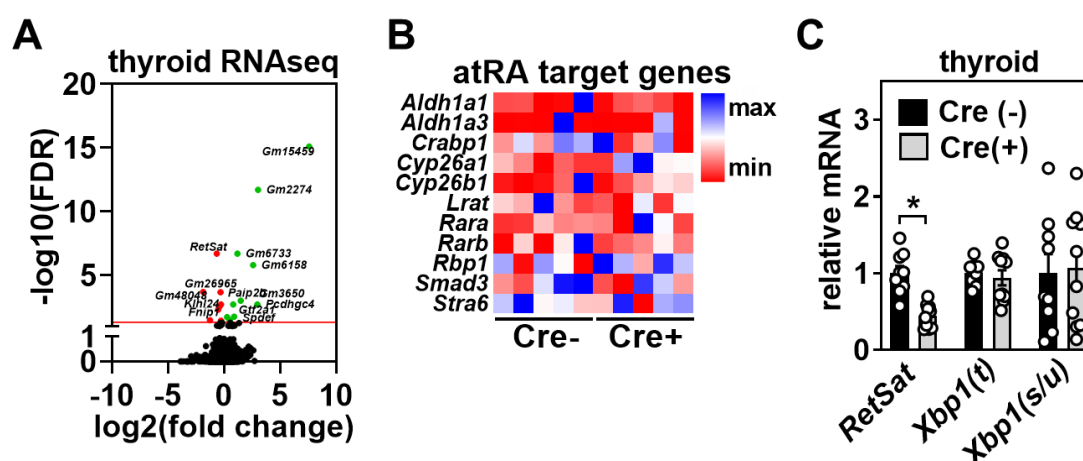 A
thyroid RNAseq
20
15
10
5
1
0
-10
-5
0
5
10
-log10(FDR)
log2(fold change)
Gm15459
Gm2274
RetSat
Gm6733
Gm6158
Gm26965
Gm48048
Paip2b
Gm3650
Klhl24
Gtf2a1
Pcdhgc4
Fnip1
Spdef
B
atRA target genes
Aldh1a1
Aldh1a3
Crabp1
Cyp26a1
Cyp26b1
Lrat
Rara
Rarb
Rbp1
Smad3
Stra6
Cre-
Cre+
max
min
C
thyroid
relative mRNA
3
2
1
0
Cre (-)
Cre(+)
*
RetSat
Xbp1(t)
Xbp1(s/u)